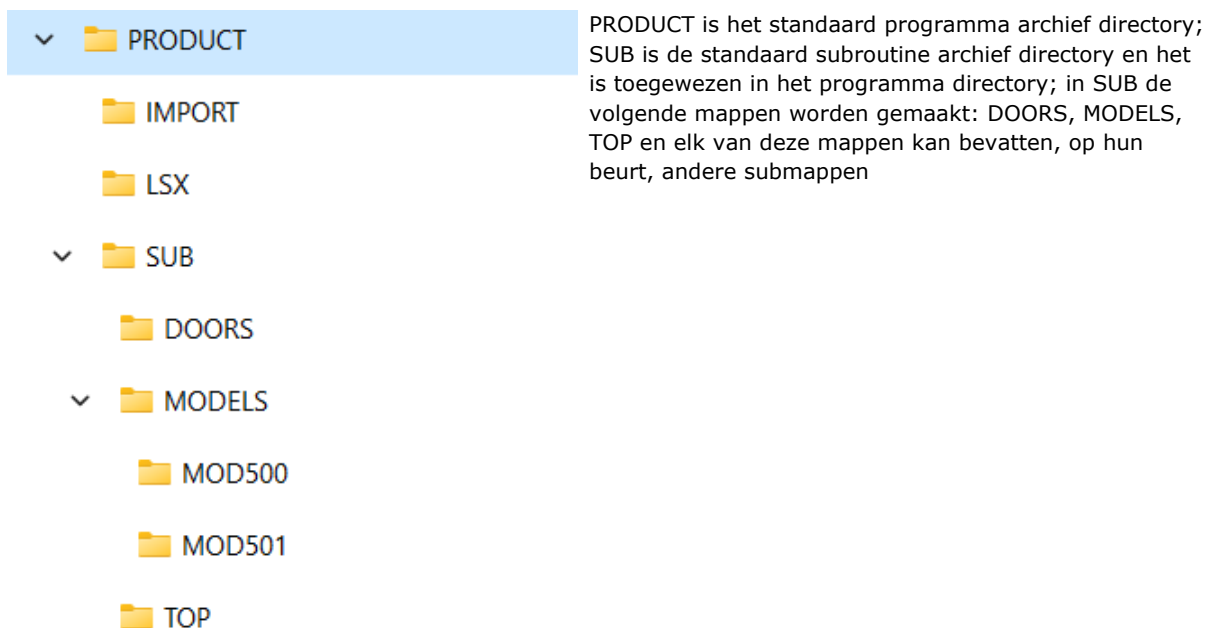 PRODUCT
IMPORT
LSX
SUB
DOORS
MODELS
MOD500
MOD501
TOP
PRODUCT is het standaard programma archief directory;
SUB is de standaard subroutine archief directory en het
is toegewezen in het programma directory; in SUB de
volgende mappen worden gemaakt: DOORS, MODELS,
TOP en elk van deze mappen kan bevatten, op hun
beurt, andere submappen